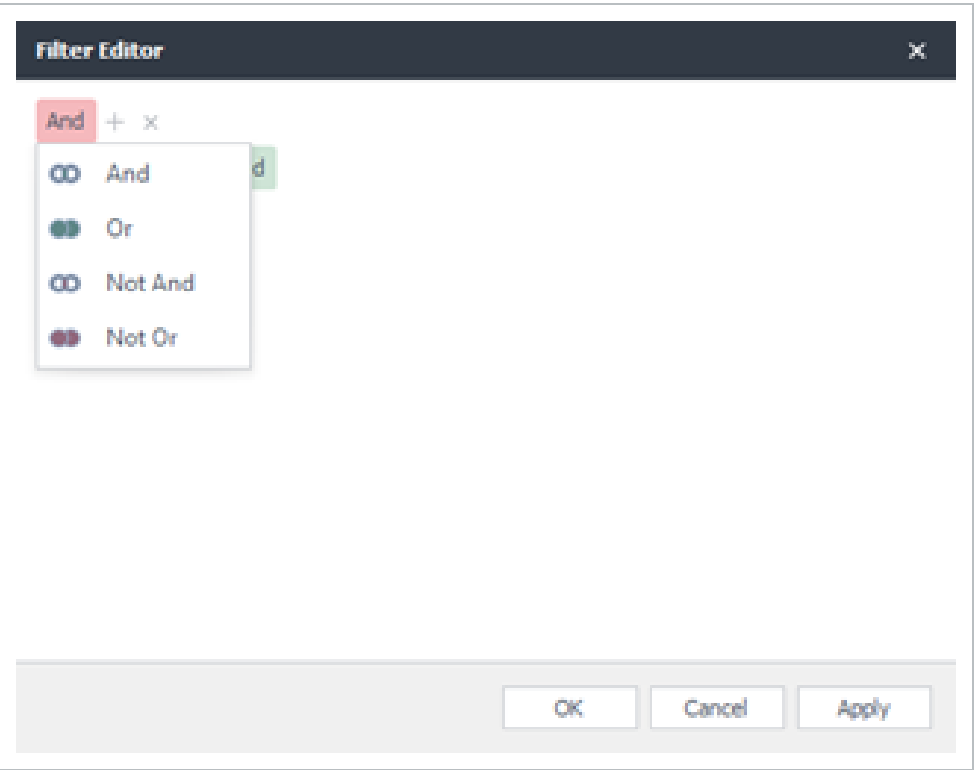 Filter Editor
And
And
d
Or
Not And
Not Or
OK Cancel Apply